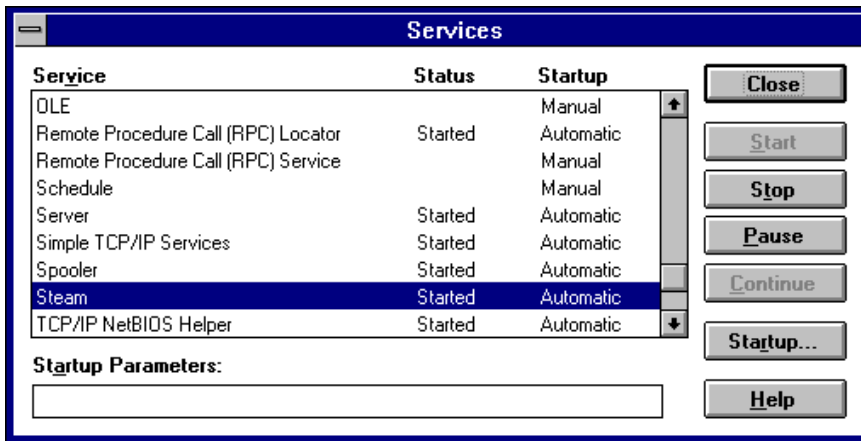 Services
Service Status Startup
OLE Manual
Remote Procedure Call (RPC) Locator Started Automatic
Remote Procedure Call (RPC) Service Manual
Schedule Manual
Server Started Automatic
Simple TCP/IP Services Started Automatic
Spooler Started Automatic
Steam Started Automatic
TCP/IP NetBIOS Helper Started Automatic
Startup Parameters:
Close
Start
Stop
Pause
Continue
Startup...
Help